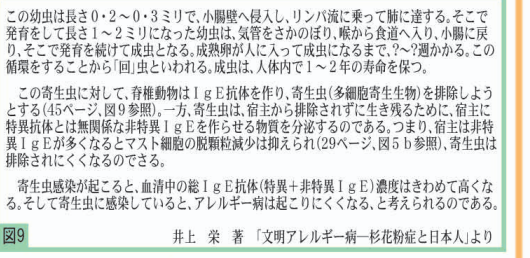 この幼虫は長さ0・2〜0・3ミリで、小腸壁へ侵入し、リンパ流に乗って肺に達する。そこで
発育をして長さ1〜2ミリになった幼虫は、気管をさかのぼり、喉から食道へ入り、小腸に戻
り、そこで発育を続けて成虫となる。成熟卵が人に入って成虫になるまで、?〜?週かかる。この
循環をすることから「回」虫といわれる。成虫は、人体内で1〜2年の寿命を保つ。
この寄生虫に対して、脊椎動物はIgE抗体を作り、寄生虫(多細胞寄生生物)を排除しよう
とする(45ページ、図9参照)。一方、寄生虫は、宿主から排除されずに生き残るために、宿主に
特異抗体とは無関係な非特異IgEを作らせる物質を分泌するのである。つまり、宿主は非特
異IgEが多くなるとマスト細胞の脱顆粒減少は抑えられ(29ページ、図5b参照)、寄生虫は
排除されにくくなるのでさる。
寄生虫感染が起こると、血清中の総IgE抗体(特異+非特異IgE)濃度はきわめて高くな
る。そして寄生虫に感染していると、アレルギー病は起こりにくくなる、と考えられるのである。
図9 井上 栄 著 「文明アレルギー病―杉花粉症と日本人」より